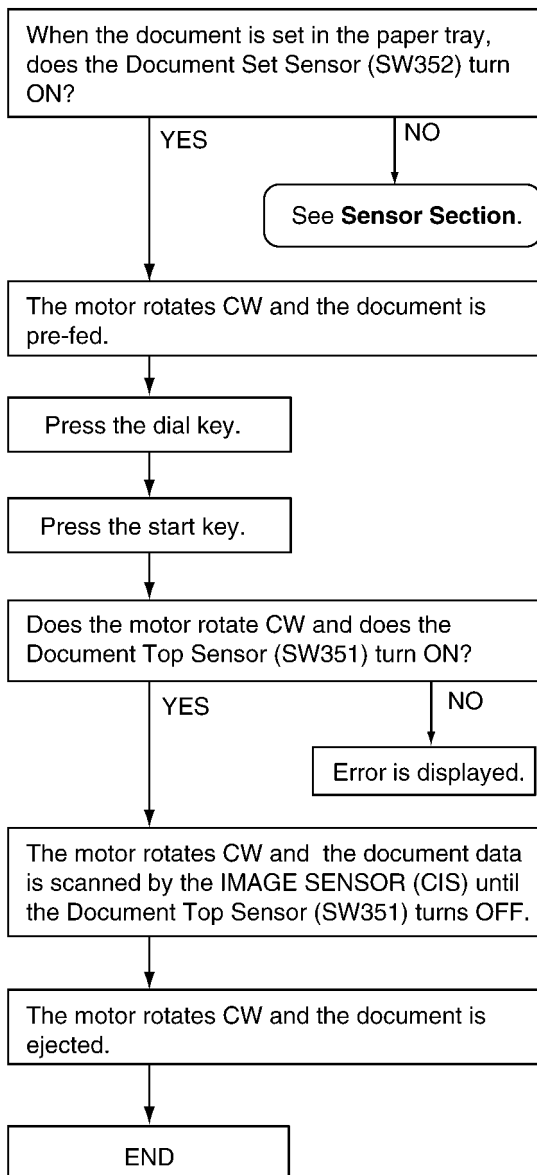 When the document is set in the paper tray,
does the Document Set Sensor (SW352) turn
ON?
YES
NO
See Sensor Section.
The motor rotates CW and the document is
pre-fed.
Press the dial key.
Press the start key.
Does the motor rotate CW and does the
Document Top Sensor (SW351) turn ON?
YES
NO
Error is displayed.
The motor rotates CW and the document data
is scanned by the IMAGE SENSOR (CIS) until
the Document Top Sensor (SW351) turns OFF.
The motor rotates CW and the document is
ejected.
END